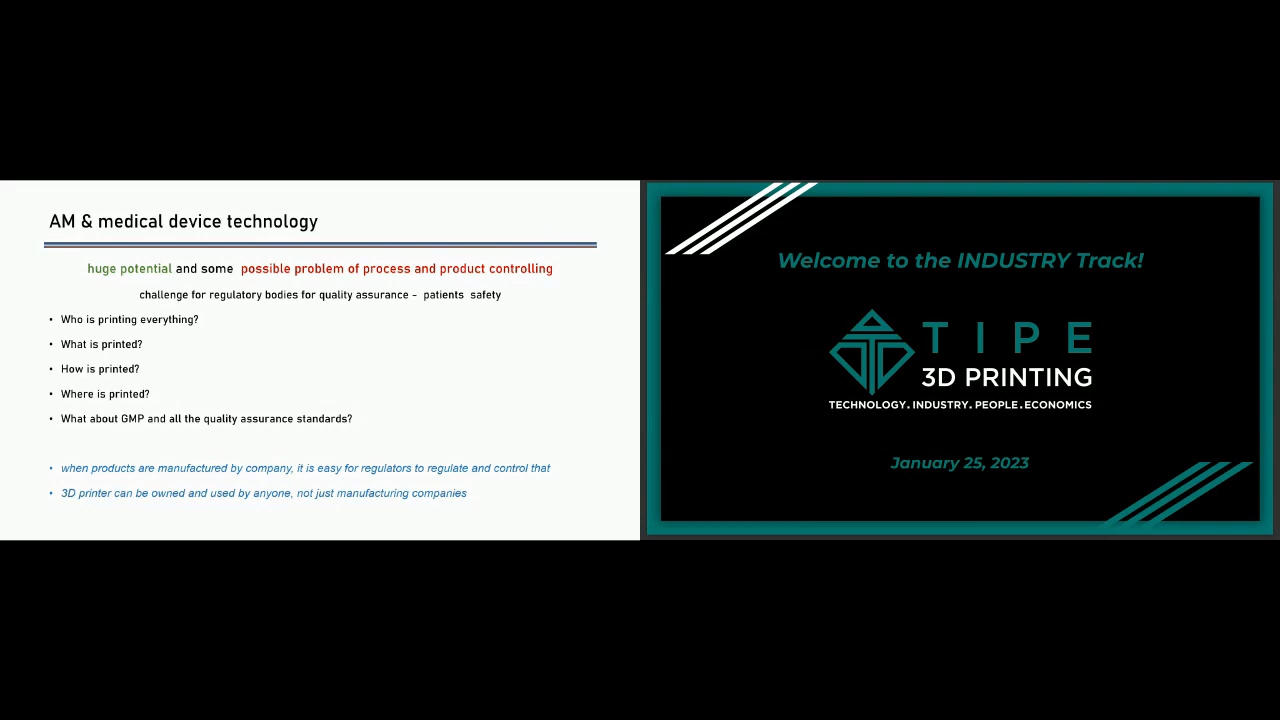 AM & medical device technology
huge potential and some possible problem of process and product controlling
challenge for regulatory bodies for quality assurance - patients safety
• Who is printing everything?
• What is printed?
• How is printed?
• Where is printed?
• What about GMP and all the quality assurance standards?
• when products are manufactured by company, it is easy for regulators to regulate and control that
• 3D printer can be owned and used by anyone, not just manufacturing companies
Welcome to the INDUSTRY Track!
TIPE
3D PRINTING
TECHNOLOGY. INDUSTRY. PEOPLE. ECONOMICS
January 25, 2023